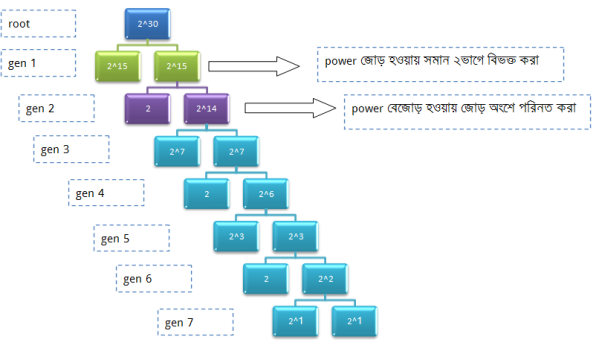 root
2^30
gen 1
2^15 2^15
power জোড় হওয়ায় সমান ২ভাগে বিভক্ত করা
gen 2
2 2^14
power বেজোড় হওয়ায় জোড় অংশে পরিনত করা
gen 3
2^7 2^7
gen 4
2 2^6
gen 5
2^3 2^3
gen 6
2 2^2
gen 7
2^1 2^1